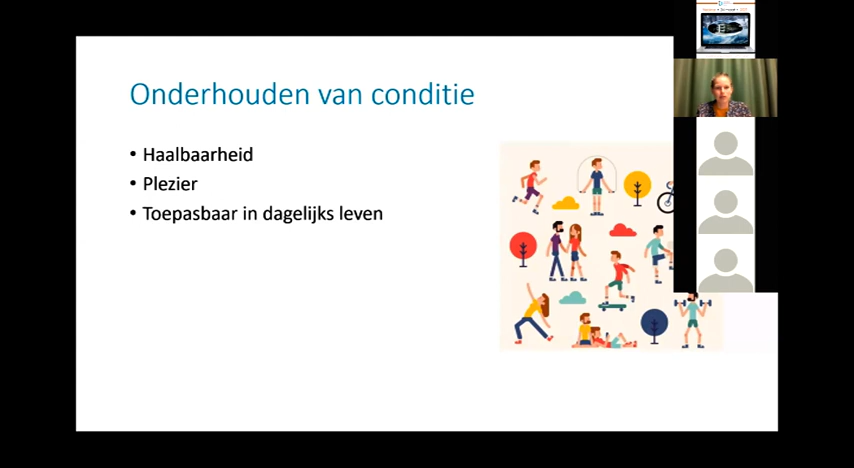 Onderhouden van conditie
• Haalbaarheid
• Plezier
• Toepasbaar in dagelijks leven